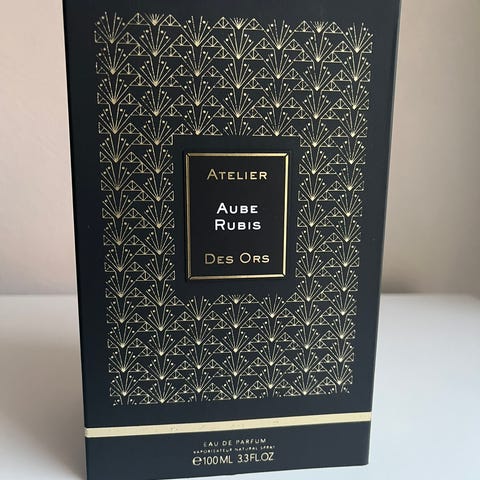 ATELIER
AUBE
RUBIS
DES ORS
EAU DE PARFUM
VAPORISATEUR NATURAL SPRAY
℮100ML 3.3FL.OZ.